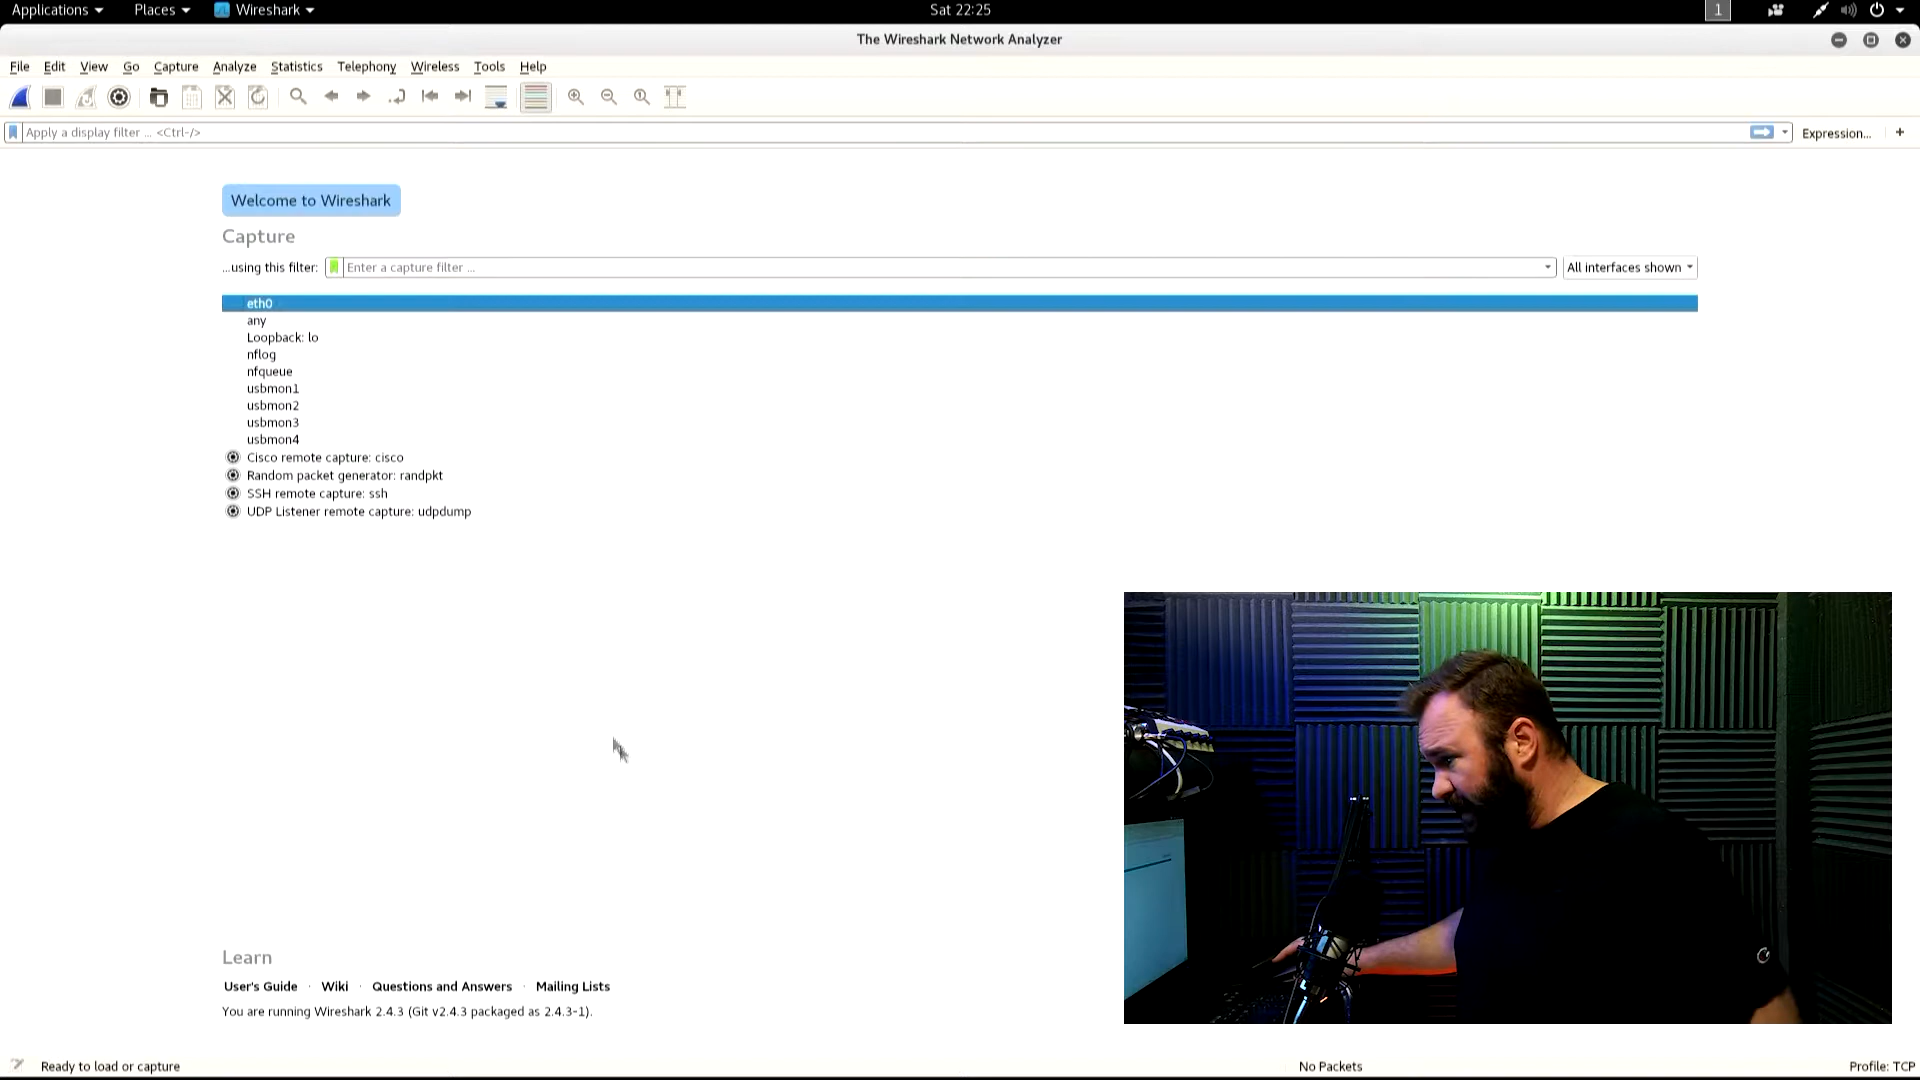 Applications Places Wireshark Sat 22:25 1
The Wireshark Network Analyzer
File Edit View Go Capture Analyze Statistics Telephony Wireless Tools Help
Apply a display filter ... <Ctrl-/> Expression... +
Welcome to Wireshark
Capture
...using this filter: Enter a capture filter ... All interfaces shown
eth0
any
Loopback: lo
nflog
nfqueue
usbmon1
usbmon2
usbmon3
usbmon4
Cisco remote capture: cisco
Random packet generator: randpkt
SSH remote capture: ssh
UDP Listener remote capture: udpdump
Learn
User's Guide · Wiki · Questions and Answers · Mailing Lists
You are running Wireshark 2.4.3 (Git v2.4.3 packaged as 2.4.3-1).
Ready to load or capture No Packets Profile: TCP